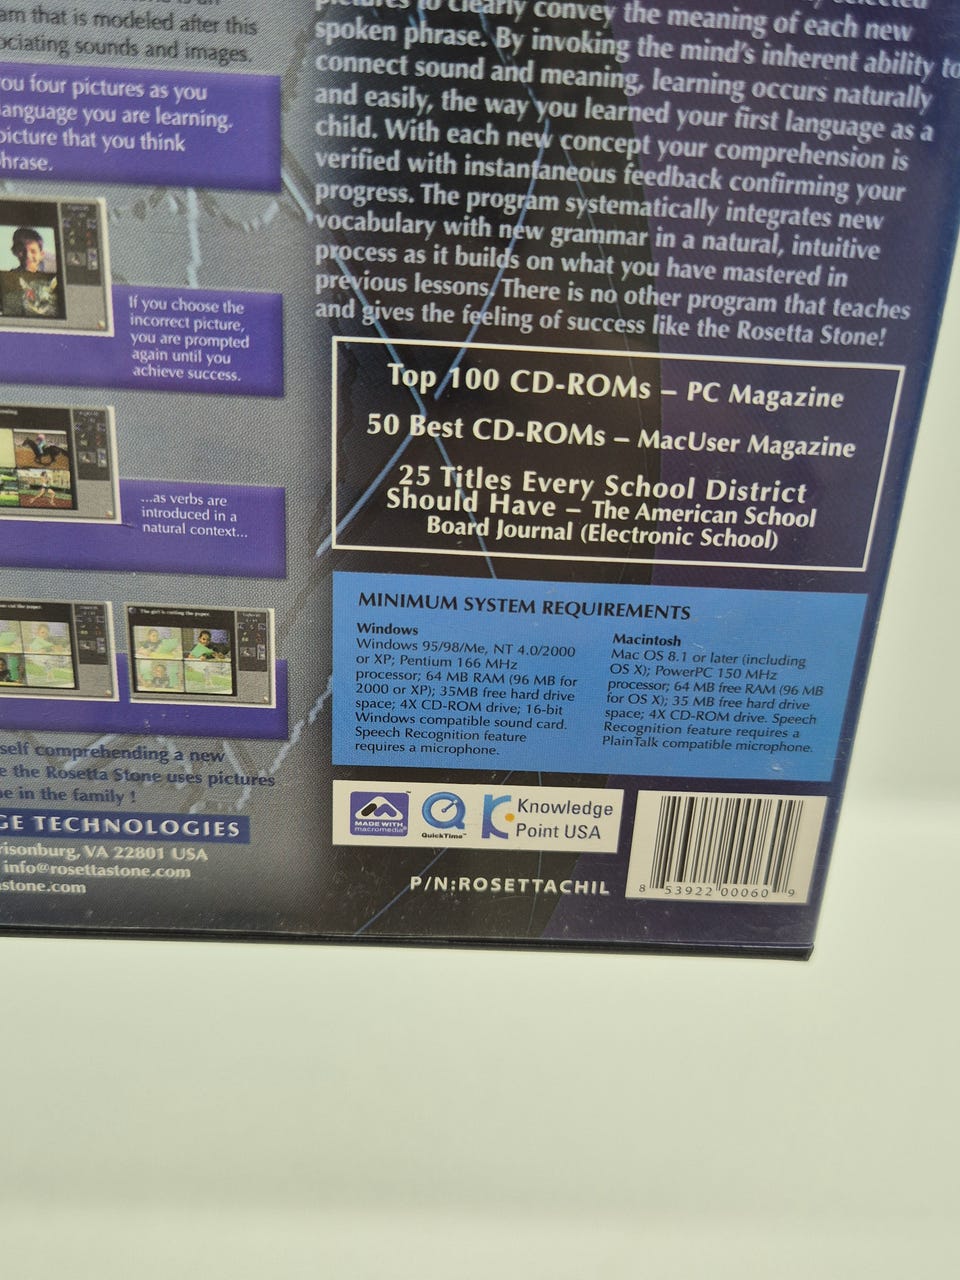 am that is modeled after this
ociating sounds and images.
ou four pictures as you
language you are learning.
picture that you think
phrase.
If you choose the
incorrect picture,
you are prompted
again until you
achieve success.
...as verbs are
introduced in a
natural context...
The girl is cutting the paper.
self comprehending a new
e the Rosetta Stone uses pictures
ne in the family !
GE TECHNOLOGIES
risonburg, VA 22801 USA
info@rosettastone.com
stone.com
pictures to clearly convey the meaning of each new
spoken phrase. By invoking the mind's inherent ability to
connect sound and meaning, learning occurs naturally
and easily, the way you learned your first language as a
child. With each new concept your comprehension is
verified with instantaneous feedback confirming your
progress. The program systematically integrates new
vocabulary with new grammar in a natural, intuitive
process as it builds on what you have mastered in
previous lessons. There is no other program that teaches
and gives the feeling of success like the Rosetta Stone!
Top 100 CD-ROMs – PC Magazine
50 Best CD-ROMs – MacUser Magazine
25 Titles Every School District
Should Have – The American School
Board Journal (Electronic School)
MINIMUM SYSTEM REQUIREMENTS
Windows
Windows 95/98/Me, NT 4.0/2000
or XP; Pentium 166 MHz
processor; 64 MB RAM (96 MB for
2000 or XP); 35MB free hard drive
space; 4X CD-ROM drive; 16-bit
Windows compatible sound card.
Speech Recognition feature
requires a microphone.
Macintosh
Mac OS 8.1 or later (including
OS X); PowerPC 150 MHz
processor; 64 MB free RAM (96 MB
for OS X); 35 MB free hard drive
space; 4X CD-ROM drive. Speech
Recognition feature requires a
PlainTalk compatible microphone.
MADE WITH
macromedia
QuickTime™
Knowledge
Point USA
P/N:ROSETTACHIL
8 53922 00060 9